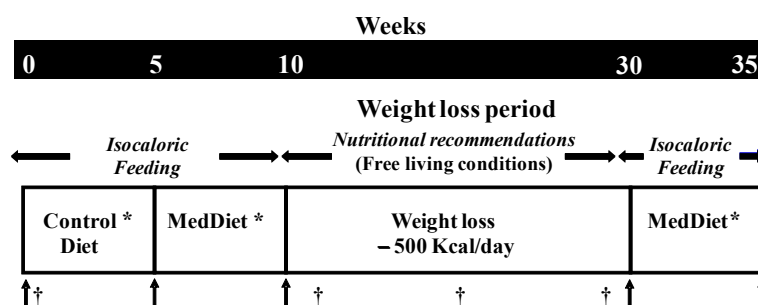 Weeks
0 5 10 30 35
Weight loss period
Isocaloric Feeding
Nutritional recommendations
(Free living conditions)
Isocaloric Feeding
Control * Diet
MedDiet *
Weight loss
– 500 Kcal/day
MedDiet*
† † † †